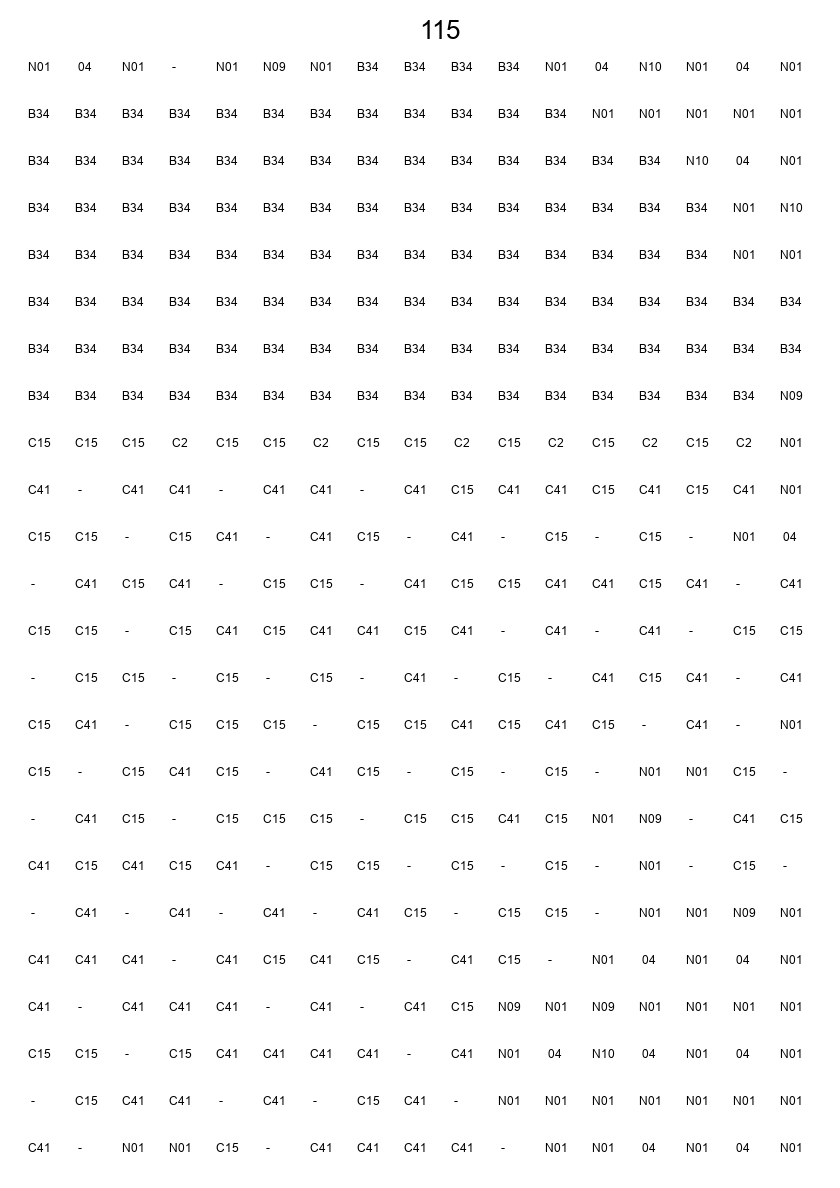 115
N01 04 N01 - N01 N09 N01 B34 B34 B34 B34 N01 04 N10 N01 04 N01
B34 B34 B34 B34 B34 B34 B34 B34 B34 B34 B34 B34 N01 N01 N01 N01 N01
B34 B34 B34 B34 B34 B34 B34 B34 B34 B34 B34 B34 B34 B34 N10 04 N01
B34 B34 B34 B34 B34 B34 B34 B34 B34 B34 B34 B34 B34 B34 B34 N01 N10
B34 B34 B34 B34 B34 B34 B34 B34 B34 B34 B34 B34 B34 B34 B34 N01 N01
B34 B34 B34 B34 B34 B34 B34 B34 B34 B34 B34 B34 B34 B34 B34 B34 B34
B34 B34 B34 B34 B34 B34 B34 B34 B34 B34 B34 B34 B34 B34 B34 B34 B34
B34 B34 B34 B34 B34 B34 B34 B34 B34 B34 B34 B34 B34 B34 B34 B34 N09
C15 C15 C15 C2 C15 C15 C2 C15 C15 C2 C15 C2 C15 C2 C15 C2 N01
C41 - C41 C41 - C41 C41 - C41 C15 C41 C41 C15 C41 C15 C41 N01
C15 C15 - C15 C41 - C41 C15 - C41 - C15 - C15 - N01 04
- C41 C15 C41 - C15 C15 - C41 C15 C15 C41 C41 C15 C41 - C41
C15 C15 - C15 C41 C15 C41 C41 C15 C41 - C41 - C41 - C15 C15
- C15 C15 - C15 - C15 - C41 - C15 - C41 C15 C41 - C41
C15 C41 - C15 C15 C15 - C15 C15 C41 C15 C41 C15 - C41 - N01
C15 - C15 C41 C15 - C41 C15 - C15 - C15 - N01 N01 C15 -
- C41 C15 - C15 C15 C15 - C15 C15 C41 C15 N01 N09 - C41 C15
C41 C15 C41 C15 C41 - C15 C15 - C15 - C15 - N01 - C15 -
- C41 - C41 - C41 - C41 C15 - C15 C15 - N01 N01 N09 N01
C41 C41 C41 - C41 C15 C41 C15 - C41 C15 - N01 04 N01 04 N01
C41 - C41 C41 C41 - C41 - C41 C15 N09 N01 N09 N01 N01 N01 N01
C15 C15 - C15 C41 C41 C41 C41 - C41 N01 04 N10 04 N01 04 N01
- C15 C41 C41 - C41 - C15 C41 - N01 N01 N01 N01 N01 N01 N01
C41 - N01 N01 C15 - C41 C41 C41 C41 - N01 N01 04 N01 04 N01